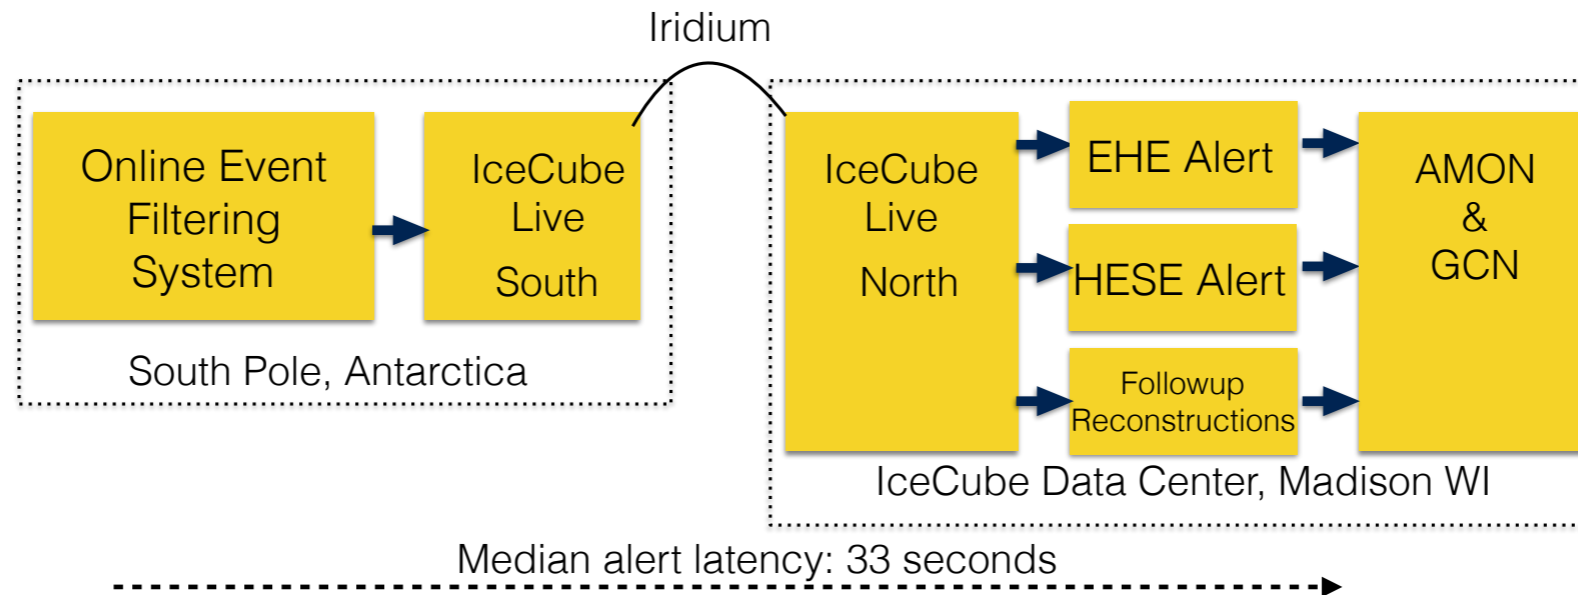 Iridium
Online Event
Filtering
System
IceCube
Live
South
South Pole, Antarctica
IceCube
Live
North
EHE Alert
HESE Alert
Followup
Reconstructions
AMON
&
GCN
IceCube Data Center, Madison WI
Median alert latency: 33 seconds